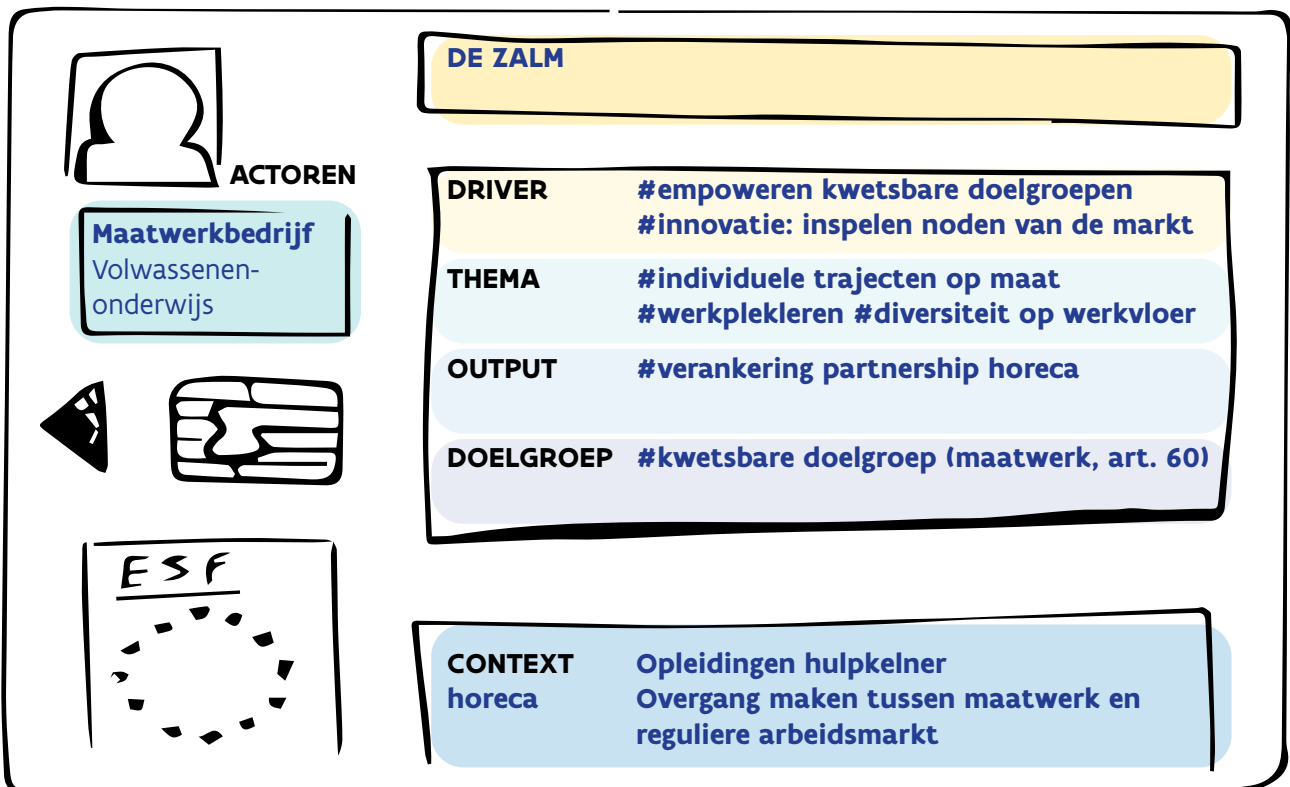 DE ZALM
ACTOREN
Maatwerkbedrijf
Volwassenen-
onderwijs
DRIVER #empoweren kwetsbare doelgroepen
#innovatie: inspelen noden van de markt
THEMA #individuele trajecten op maat
#werkplekleren #diversiteit op werkvloer
OUTPUT #verankering partnership horeca
DOELGROEP #kwetsbare doelgroep (maatwerk, art. 60)
ESF
CONTEXT Opleidingen hulpkelner
horeca Overgang maken tussen maatwerk en
reguliere arbeidsmarkt